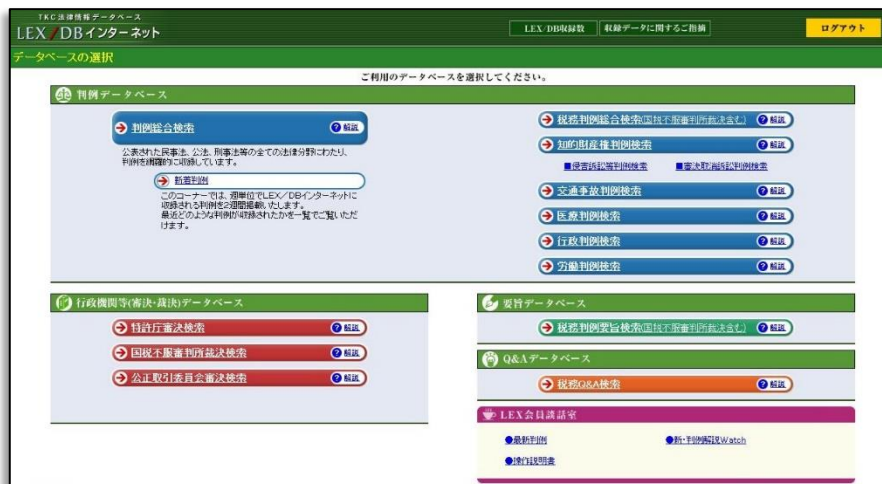 TKC法律情報データベース
LEX/DBインターネット
LEX/DB収録数
収録データに関するご指摘
ログアウト
データベースの選択
ご利用のデータベースを選択してください。
判例データベース
判例総合検索
解説
公表された民事法、公法、刑事法等の全ての法律分野にわたり、
判例を網羅的に収録しています。
新着判例
このコーナーでは、週単位でLEX/DBインターネットに
収録される判例を2週間掲載いたします。
最近どのような判例が収録されたかを一覧でご覧いただ
けます。
税務判例総合検索(国税不服審判所裁決含む)
解説
知的財産権判例検索
解説
■侵害訴訟等判例検索
■審決取消訴訟判例検索
交通事故判例検索
解説
医療判例検索
解説
行政判例検索
解説
労働判例検索
解説
行政機関等(審決・裁決)データベース
特許庁審決検索
解説
国税不服審判所裁決検索
解説
公正取引委員会審決検索
解説
要旨データベース
税務判例要旨検索(国税不服審判所裁決含む)
解説
Q&Aデータベース
税務Q&A検索
解説
LEX会員談話室
●最新判例
●新・判例解説Watch
●操作説明書